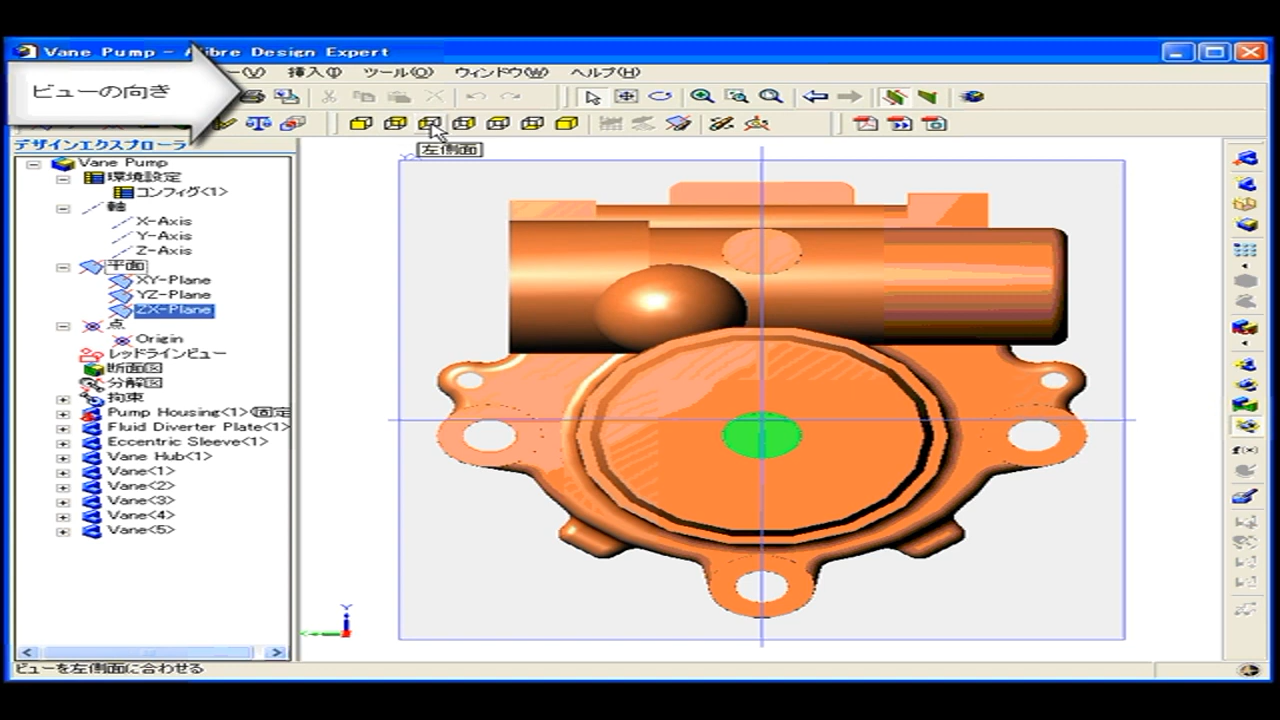 Vane Pump - Alibre Design Expert
ビューの向き
(V) 挿入(I) ツール(O) ウィンドウ(W) ヘルプ(H)
左側面
デザインエクスプローラ
Vane Pump
環境設定
コンフィグ<1>
軸
X-Axis
Y-Axis
Z-Axis
平面
XY-Plane
YZ-Plane
ZX-Plane
点
Origin
レッドラインビュー
断面図
分解図
拘束
Pump Housing<1>(固定
Fluid Diverter Plate<1>
Eccentric Sleeve<1>
Vane Hub<1>
Vane<1>
Vane<2>
Vane<3>
Vane<4>
Vane<5>
f(x)
Y
ビューを左側面に合わせる